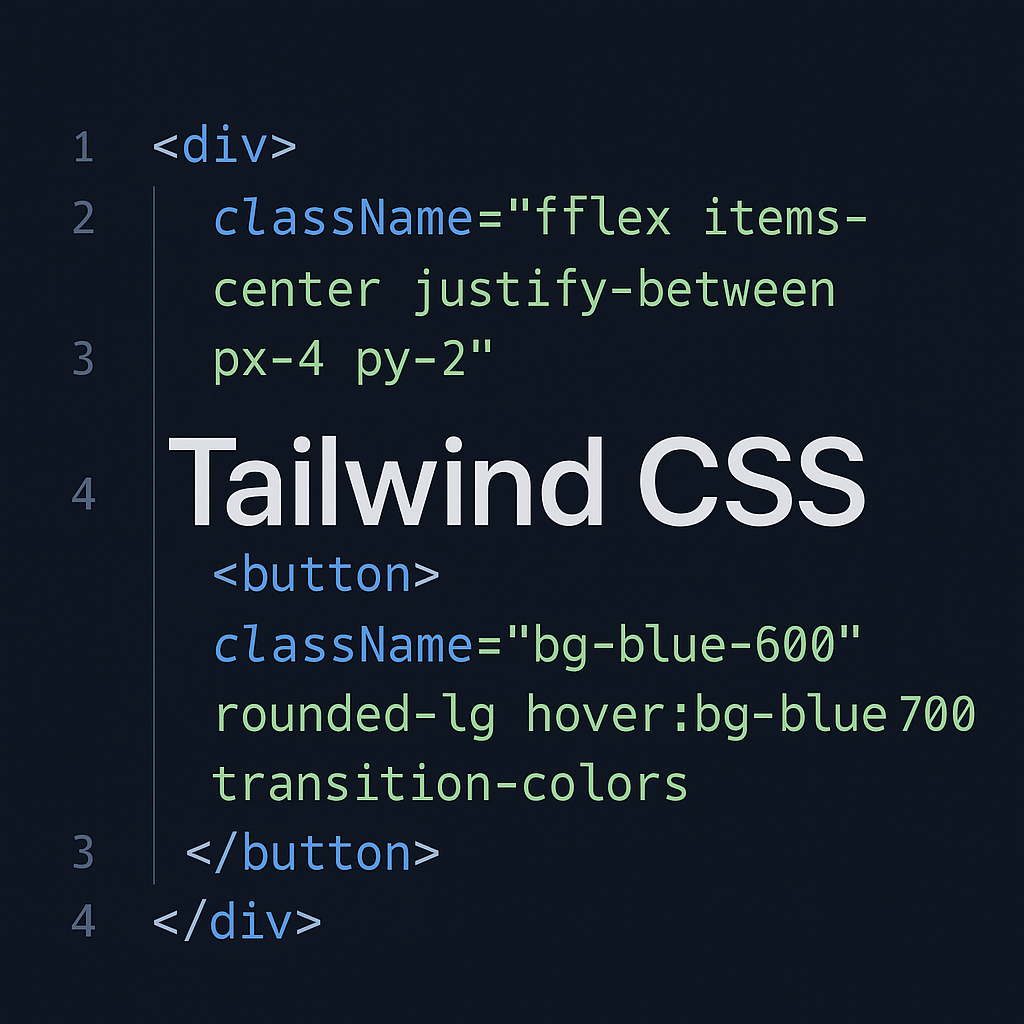 1 <div>
2 className="fflex items-
center justify-between
3 px-4 py-2"
4 Tailwind CSS
<button>
className="bg-blue-600"
rounded-lg hover:bg-blue 700
transition-colors
3 </button>
4 </div>